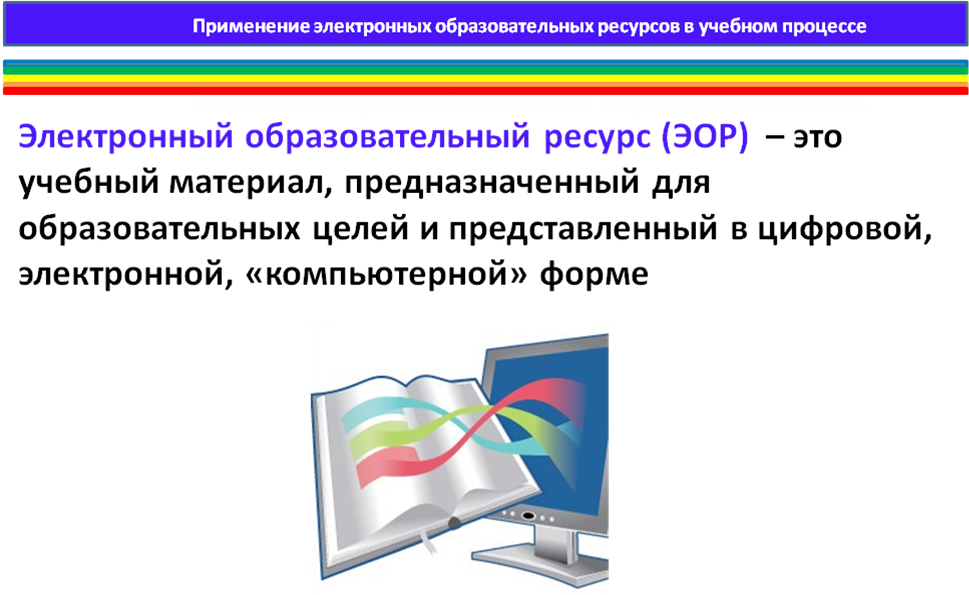 Применение электронных образовательных ресурсов в учебном процессе
Электронный образовательный ресурс (ЭОР) – это
учебный материал, предназначенный для
образовательных целей и представленный в цифровой,
электронной, «компьютерной» форме